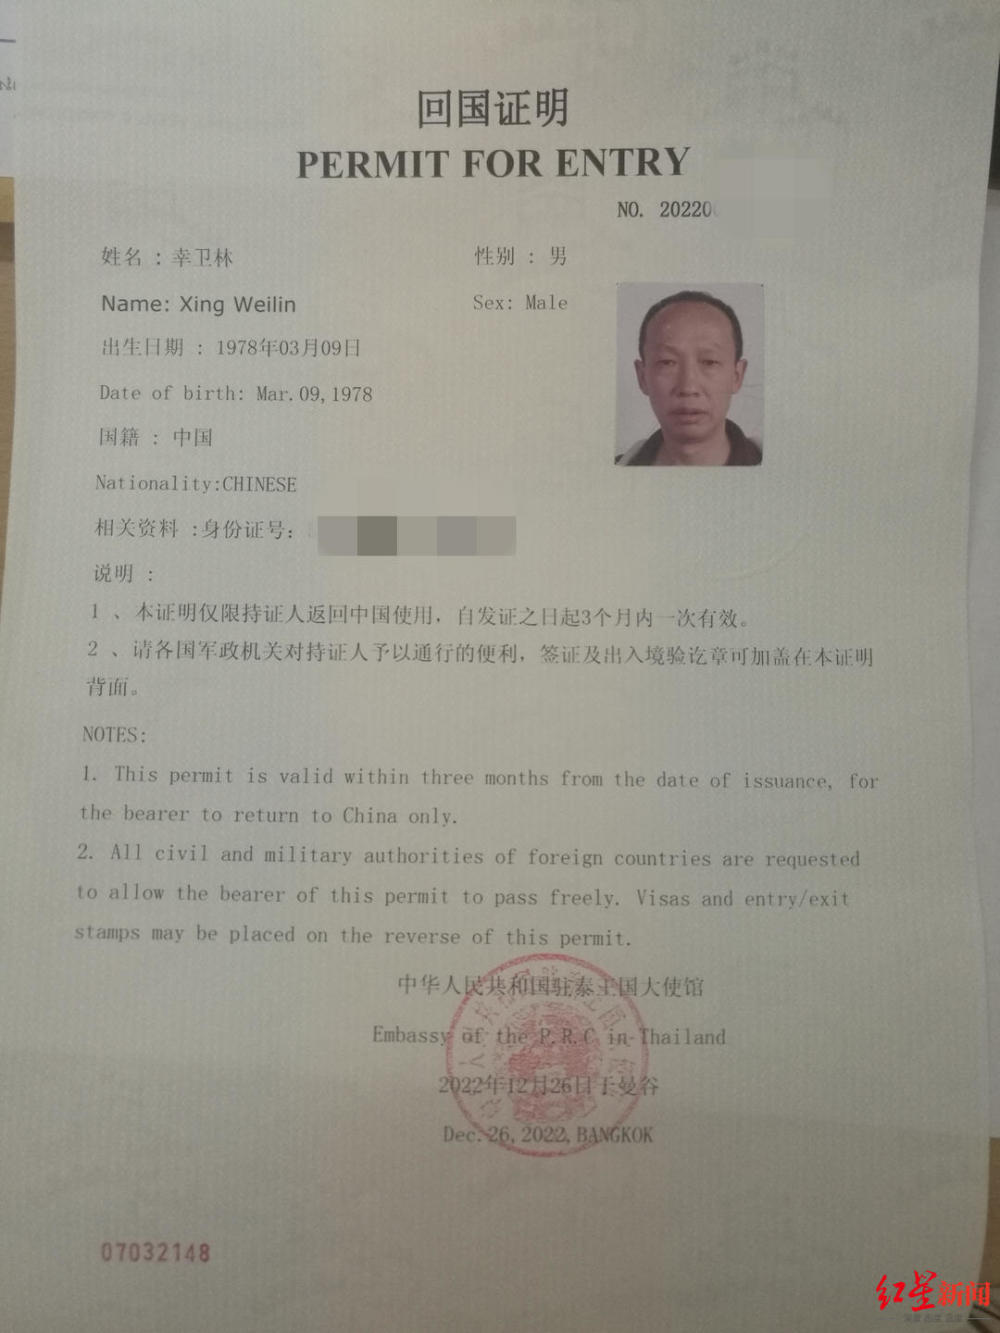 回国证明
PERMIT FOR ENTRY
NO. 20220
姓名 : 幸卫林
性别 : 男
Name: Xing Weilin
Sex: Male
出生日期 : 1978年03月09日
Date of birth: Mar.09,1978
国籍 : 中国
Nationality:CHINESE
相关资料 :身份证号:
说明 :
1 、本证明仅限持证人返回中国使用, 自发证之日起3个月内一次有效。
2 、请各国军政机关对持证人予以通行的便利, 签证及出入境验讫章可加盖在本证明
背面。
NOTES:
1. This permit is valid within three months from the date of issuance, for
the bearer to return to China only.
2. All civil and military authorities of foreign countries are requested
to allow the bearer of this permit to pass freely. Visas and entry/exit
stamps may be placed on the reverse of this permit.
中华人民共和国驻泰王国大使馆
Embassy of the P.R.C in Thailand
2022年12月26日于曼谷
Dec.26,2022,BANGKOK
07032148
红星新闻